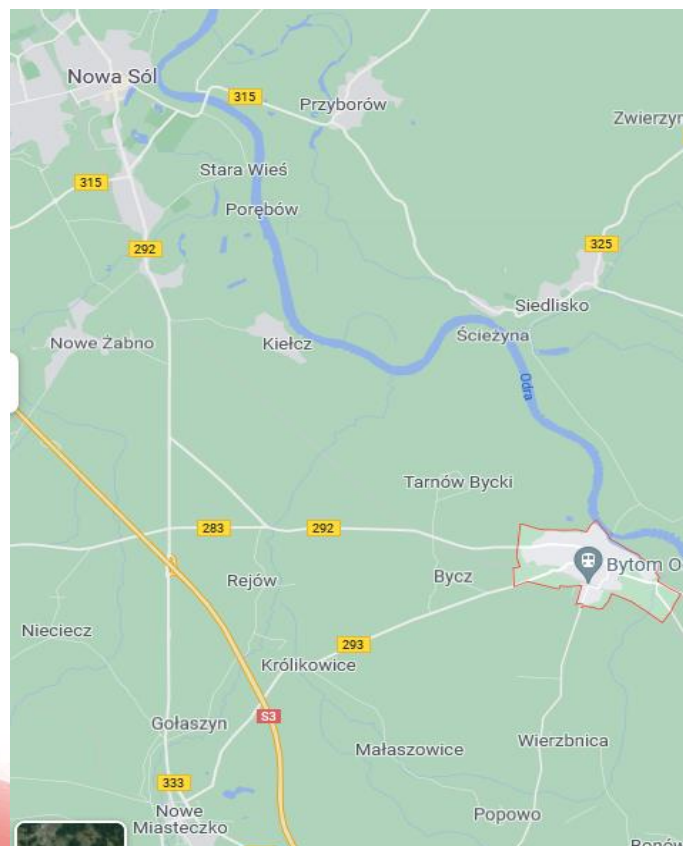 Nowa Sól
315
Przyborów
Zwierzyn
315
Stara Wieś
Porębów
292
325
Siedlisko
Nowe Żabno
Kiełcz
Ścieżyna
Odra
Tarnów Bycki
283
292
Bytom O
Rejów
Bycz
Nieciecz
293
Królikowice
S3
Gołaszyn
Wierzbnica
Małaszowice
333
Nowe
Miasteczko
Popowo